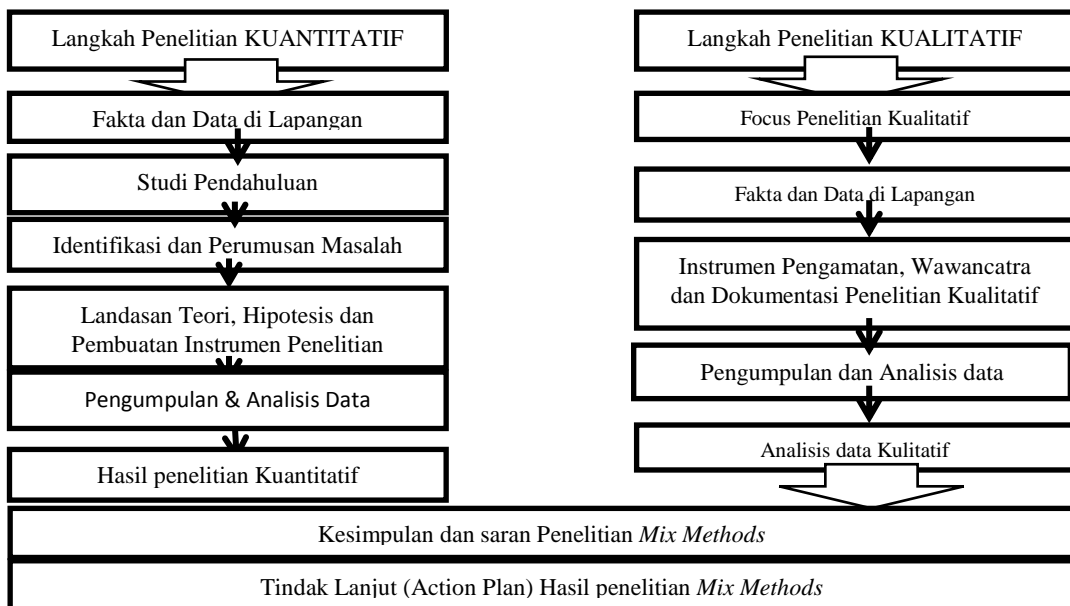 Langkah Penelitian KUANTITATIF
Fakta dan Data di Lapangan
Studi Pendahuluan
Identifikasi dan Perumusan Masalah
Landasan Teori, Hipotesis dan
Pembuatan Instrumen Penelitian
Pengumpulan & Analisis Data
Hasil penelitian Kuantitatif
Langkah Penelitian KUALITATIF
Focus Penelitian Kualitatif
Fakta dan Data di Lapangan
Instrumen Pengamatan, Wawancatra
dan Dokumentasi Penelitian Kualitatif
Pengumpulan dan Analisis data
Analisis data Kulitatif
Kesimpulan dan saran Penelitian Mix Methods
Tindak Lanjut (Action Plan) Hasil penelitian Mix Methods